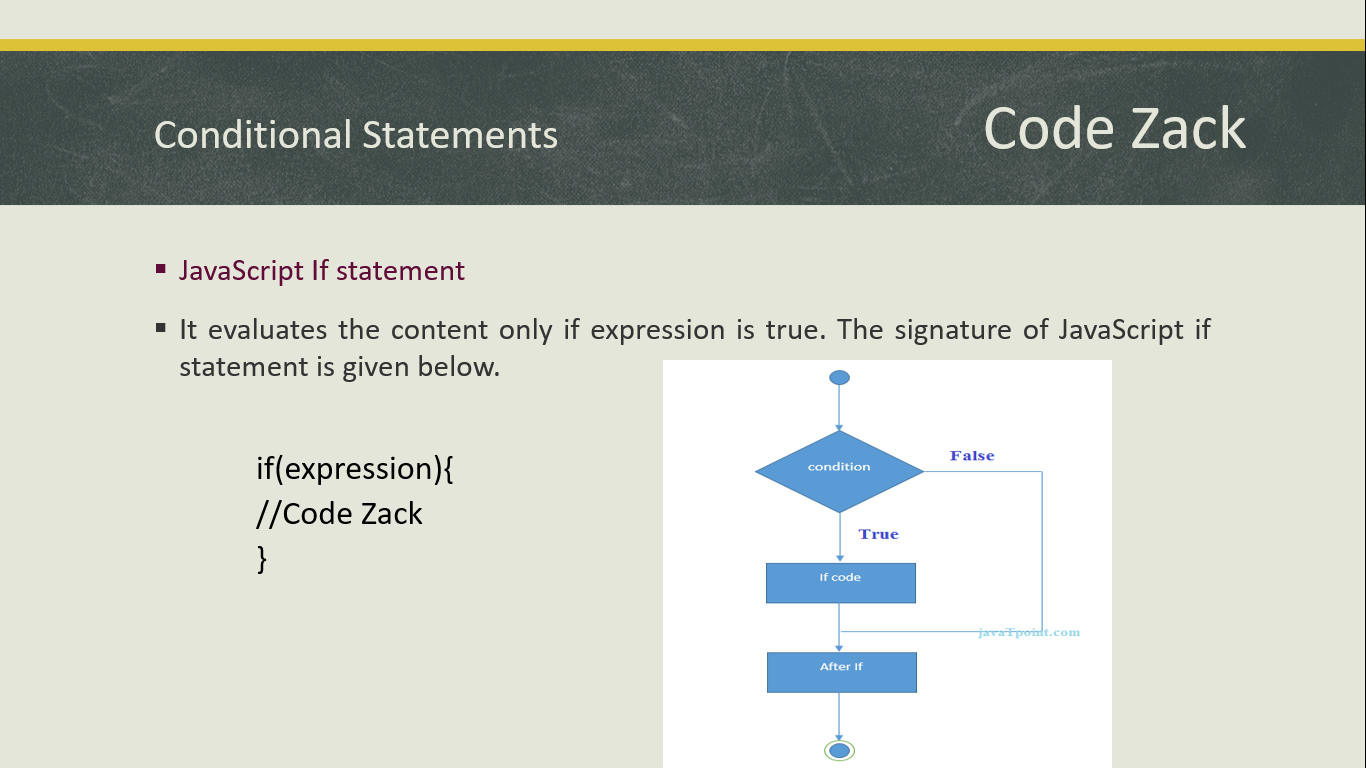 Conditional Statements
Code Zack
JavaScript If statement
It evaluates the content only if expression is true. The signature of JavaScript if
statement is given below.
if(expression){
//Code Zack
}
condition
False
True
If code
javaTpoint.com
After If